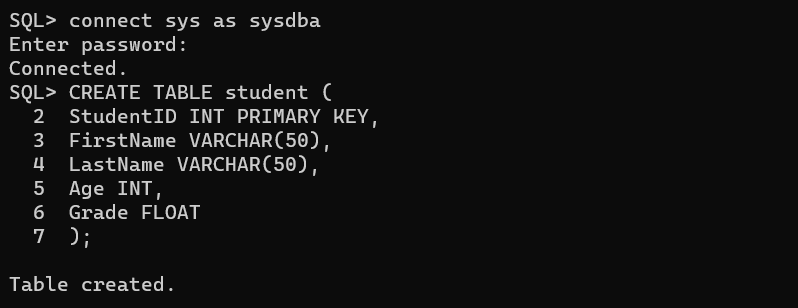 SQL> connect sys as sysdba
Enter password:
Connected.
SQL> CREATE TABLE student (
  2  StudentID INT PRIMARY KEY,
  3  FirstName VARCHAR(50),
  4  LastName VARCHAR(50),
  5  Age INT,
  6  Grade FLOAT
  7  );
Table created.